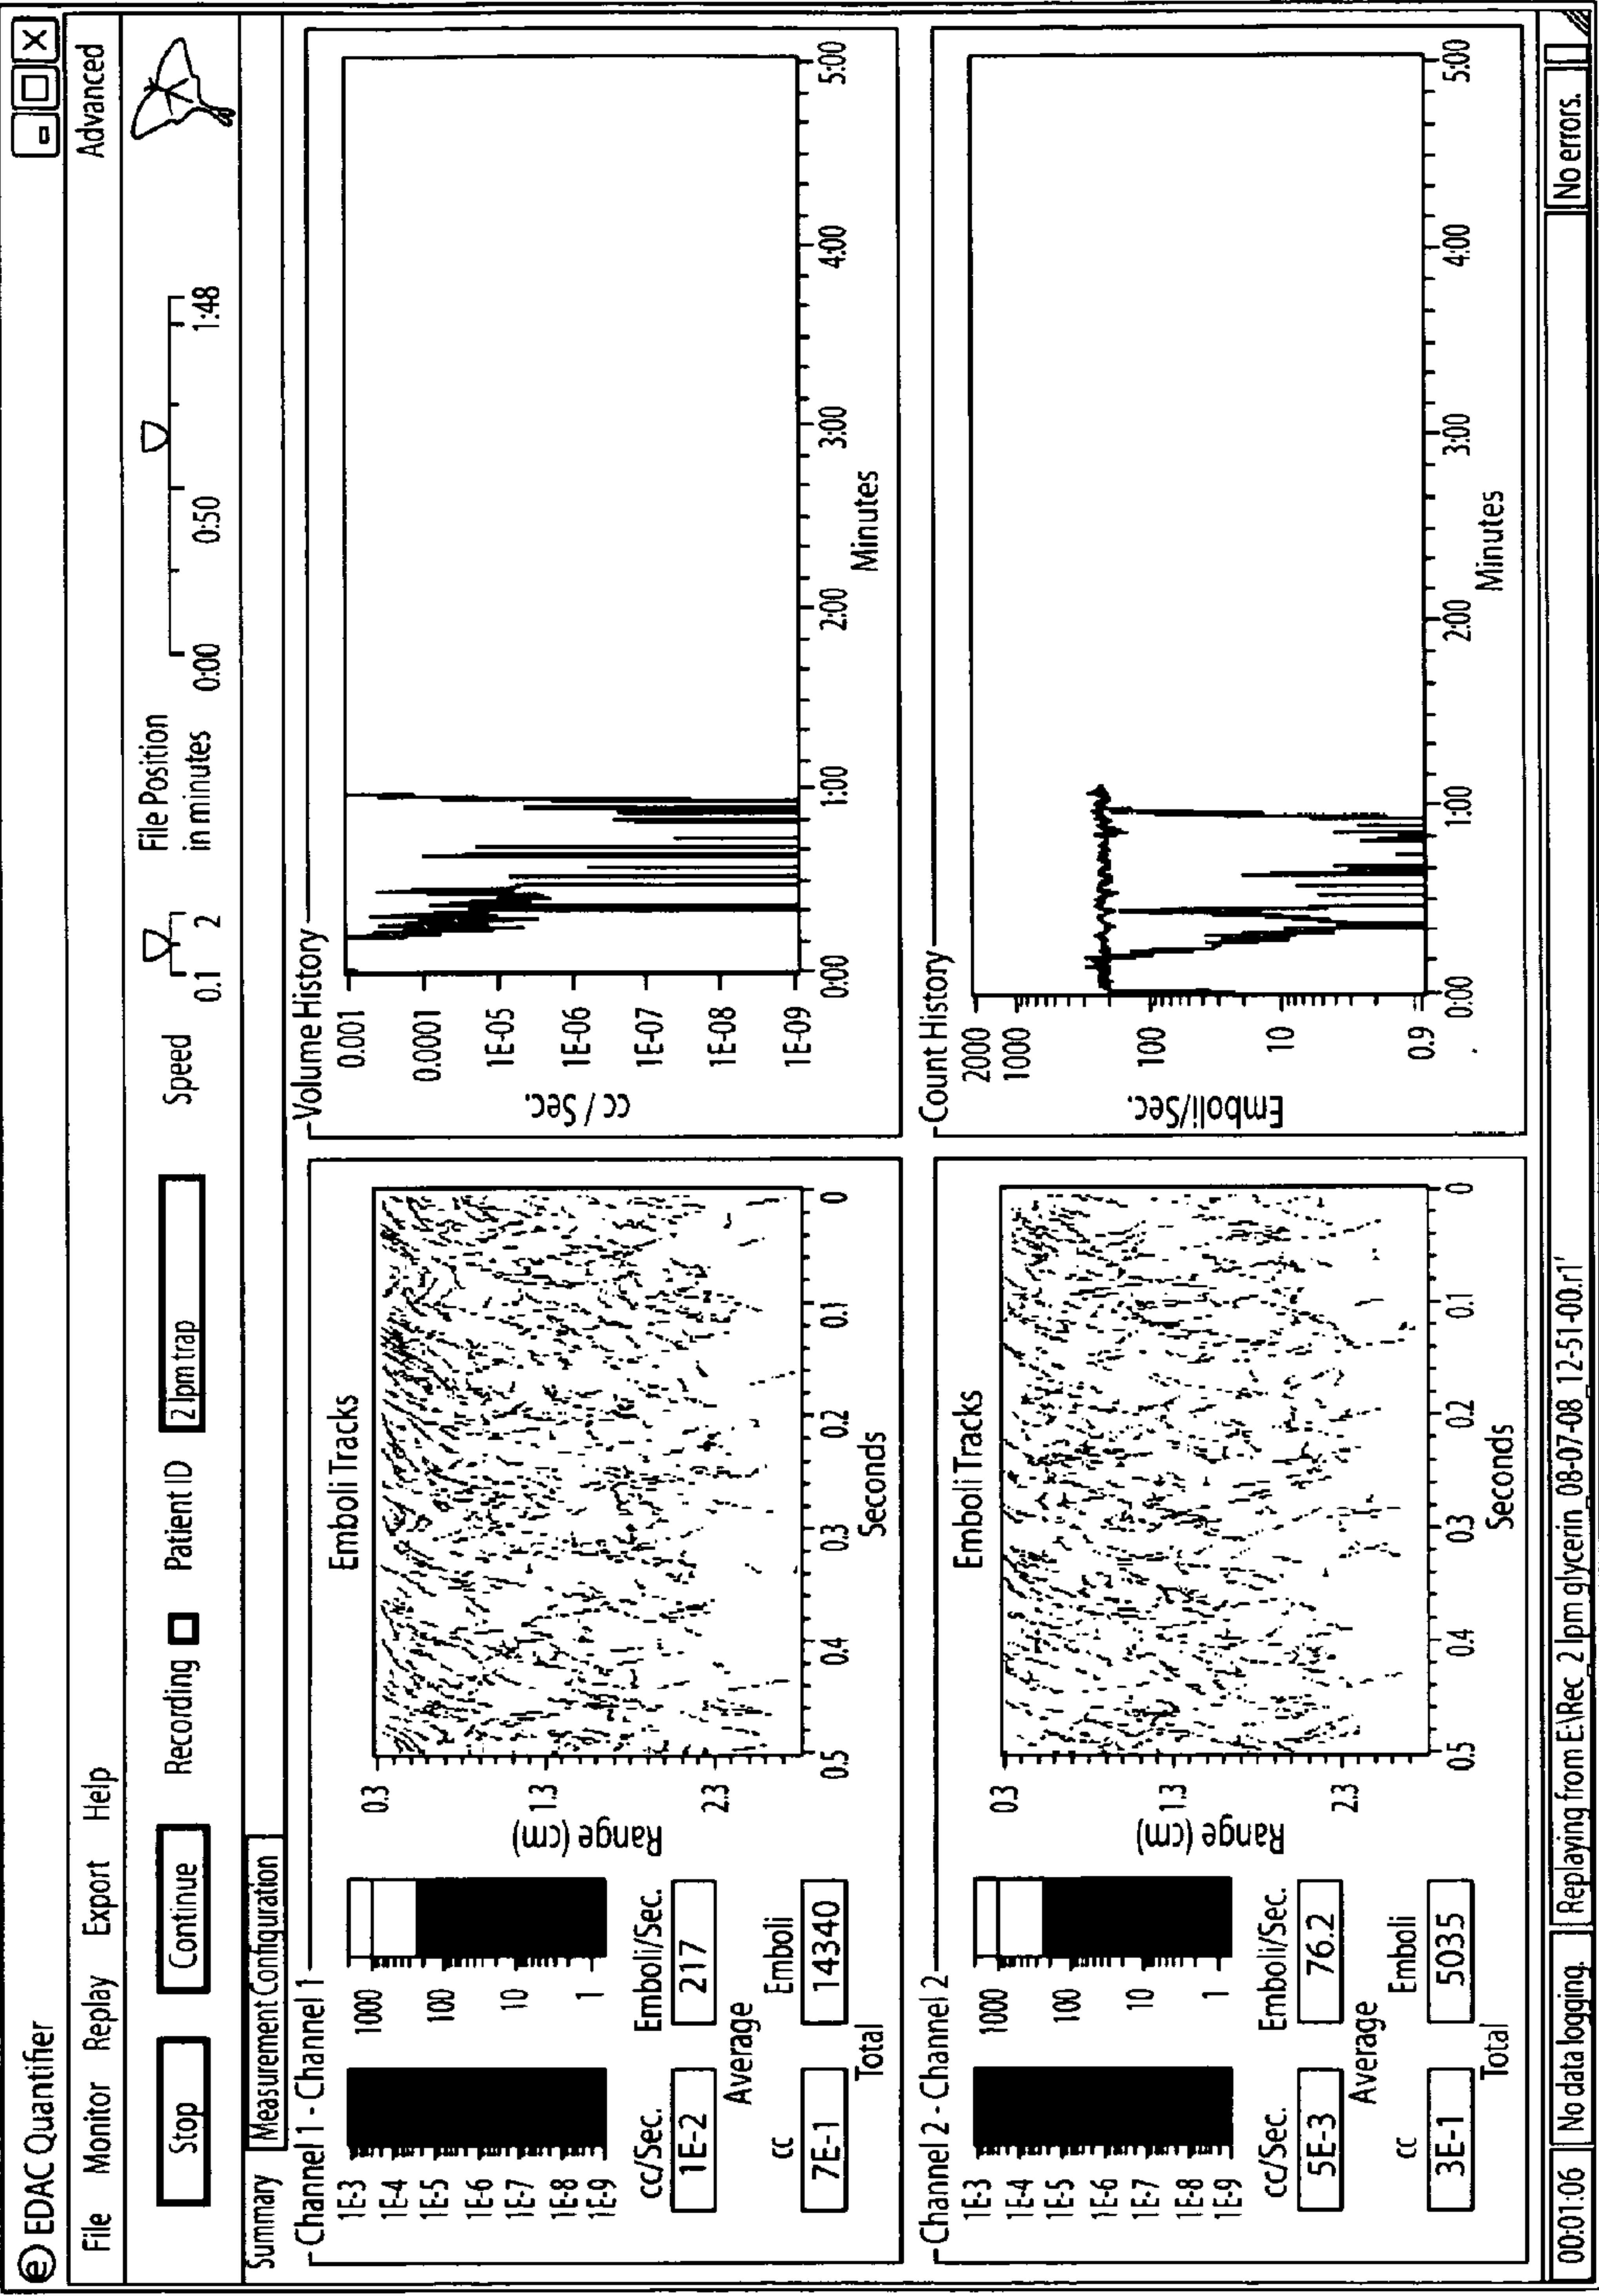 e EDAC Quantifier
File Monitor Replay Export Help Advanced
Stop Continue Recording Patient ID 2 lpm trap Speed 0.1 2 File Position in minutes 0:00 0:50 1:48
Summary Measurement Configuration
Channel 1 - Channel 1
1E-3
1E-4
1E-5
1E-6
1E-7
1E-8
1E-9
1000
100
10
1
cc/Sec. Emboli/Sec.
1E-2 217
Average
cc Emboli
7E-1 14340
Total
Emboli Tracks
Range (cm)
0.3
1.3
2.3
0.5 0.4 0.3 0.2 0.1 0
Seconds
Volume History
cc / Sec.
0.001
0.0001
1E-05
1E-06
1E-07
1E-08
1E-09
0:00 1:00 2:00 3:00 4:00 5:00
Minutes
Channel 2 - Channel 2
1E-3
1E-4
1E-5
1E-6
1E-7
1E-8
1E-9
1000
100
10
1
cc/Sec. Emboli/Sec.
5E-3 76.2
Average
cc Emboli
3E-1 5035
Total
Emboli Tracks
Range (cm)
0.3
1.3
2.3
0.5 0.4 0.3 0.2 0.1 0
Seconds
Count History
Emboli/Sec.
2000
1000
100
10
0.9
0:00 1:00 2:00 3:00 4:00 5:00
Minutes
00:01:06 No data logging. Replaying from E\Rec_2 lpm glycerin_08-07-08_12-51-00.r1' No errors.